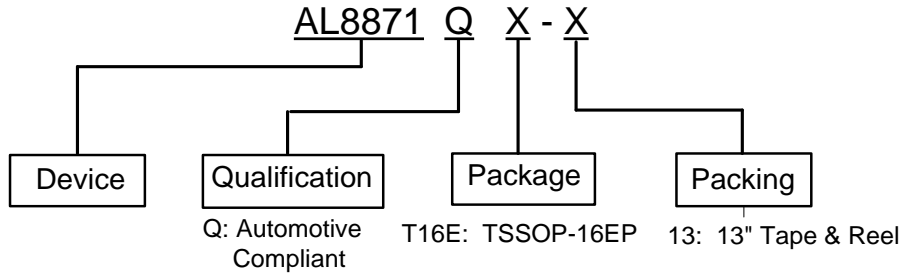 AL8871 Q X - X
Device
Qualification
Package
Packing
Q: Automotive
Compliant
T16E: TSSOP-16EP
13: 13" Tape & Reel